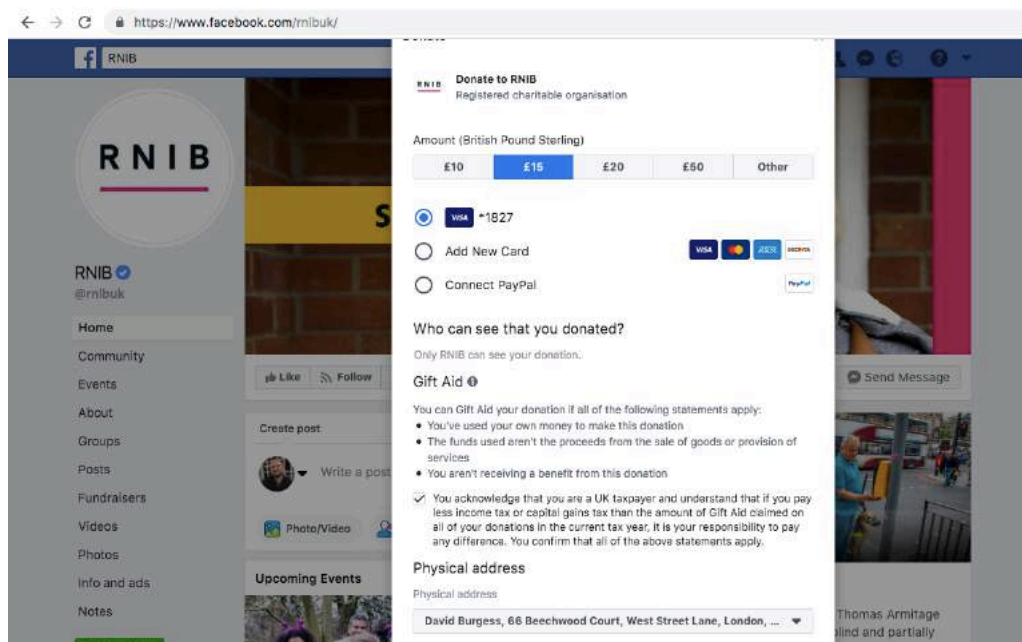 https://www.facebook.com/rnibuk/
RNIB
RNIB
RNIB
@rnibuk
Home
Community
Events
About
Groups
Posts
Fundraisers
Videos
Photos
Info and ads
Notes
S
Like
Follow
Create post
Write a post
Photo/Video
Upcoming Events
Donate
RNIB
Donate to RNIB
Registered charitable organisation
Amount (British Pound Sterling)
£10 £15 £20 £50 Other
VISA *1827
Add New Card VISA
Connect PayPal PayPal
Who can see that you donated?
Only RNIB can see your donation.
Gift Aid
You can Gift Aid your donation if all of the following statements apply:
• You've used your own money to make this donation
• The funds used aren't the proceeds from the sale of goods or provision of
services
• You aren't receiving a benefit from this donation
You acknowledge that you are a UK taxpayer and understand that if you pay
less income tax or capital gains tax than the amount of Gift Aid claimed on
all of your donations in the current tax year, it is your responsibility to pay
any difference. You confirm that all of the above statements apply.
Physical address
Physical address
David Burgess, 66 Beechwood Court, West Street Lane, London, ...
Send Message
Thomas Armitage
blind and partially